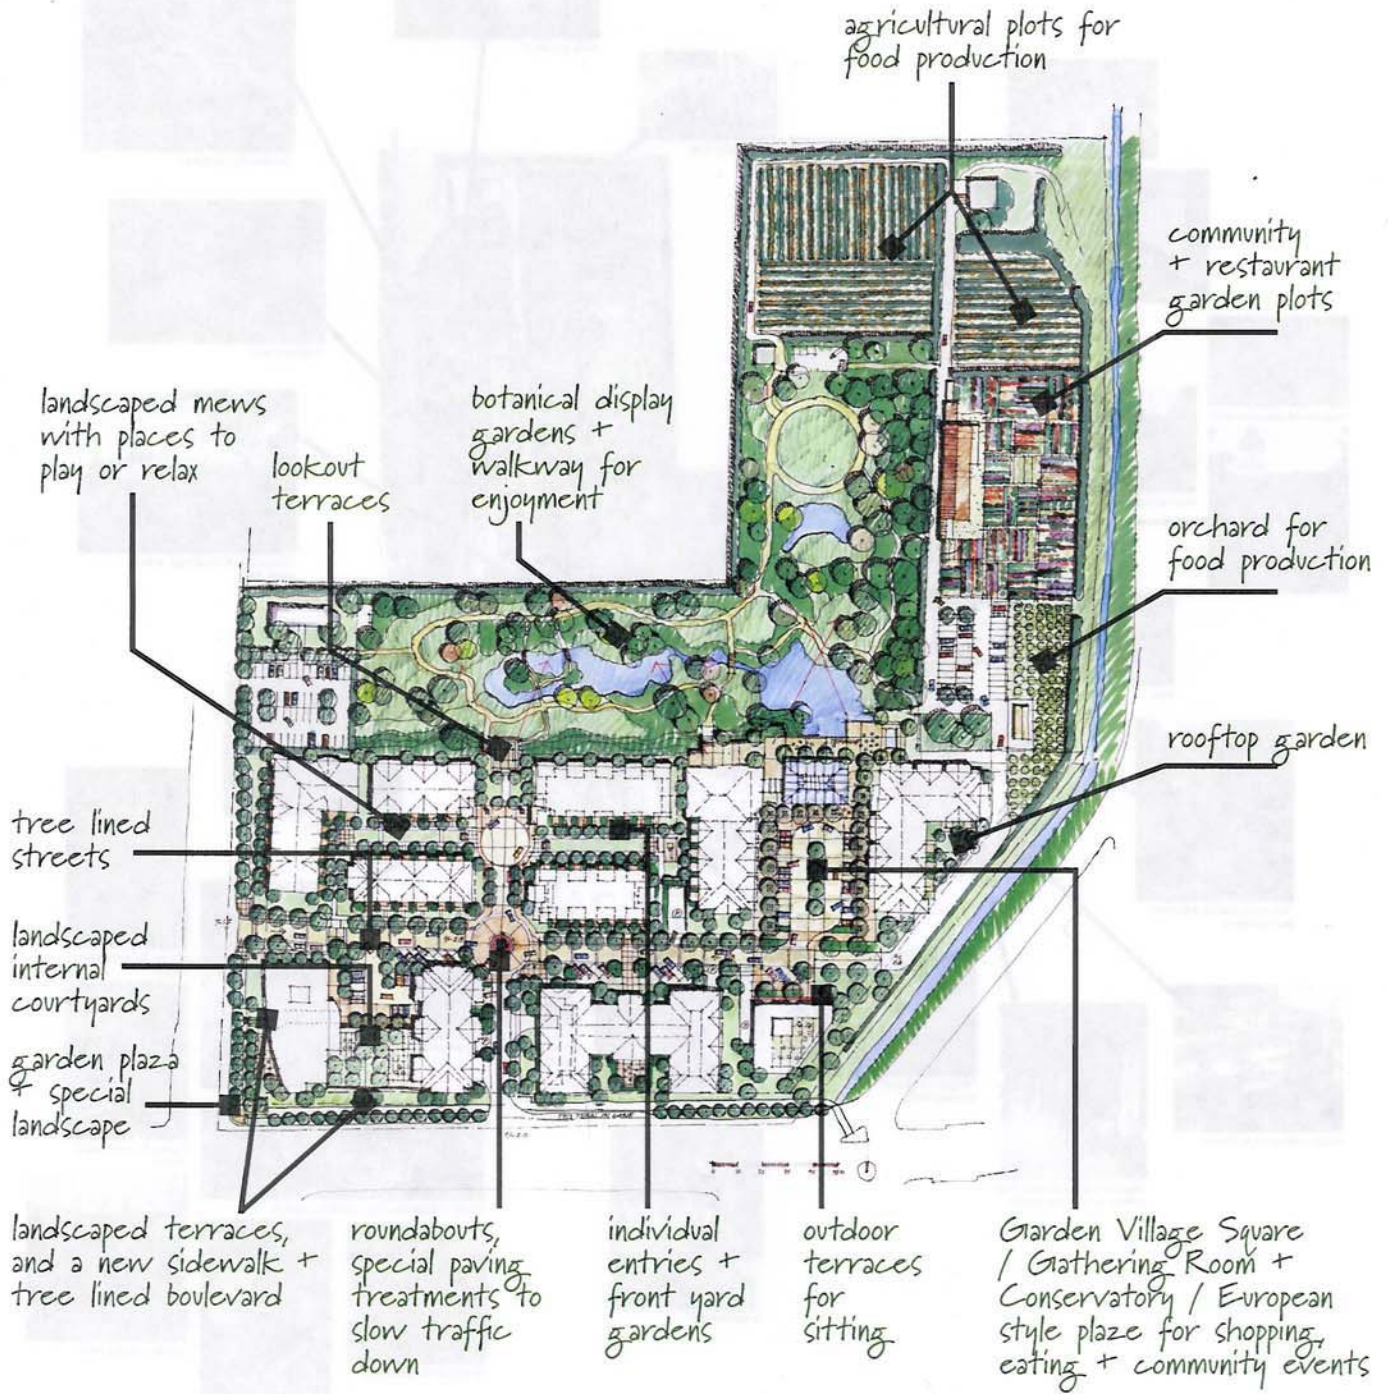 agricultural plots for
food production
community
+ restaurant
garden plots
landscaped mews
with places to
play or relax
lookout
terraces
botanical display
gardens +
walkway for
enjoyment
orchard for
food production
rooftop garden
tree lined
streets
landscaped
internal
courtyards
garden plaza
+ special
landscape
landscaped terraces,
and a new sidewalk +
tree lined boulevard
roundabouts,
special paving
treatments to
slow traffic
down
individual
entries +
front yard
gardens
outdoor
terraces
for
sitting
Garden Village Square
/ Gathering Room +
Conservatory / European
style plaze for shopping,
eating + community events